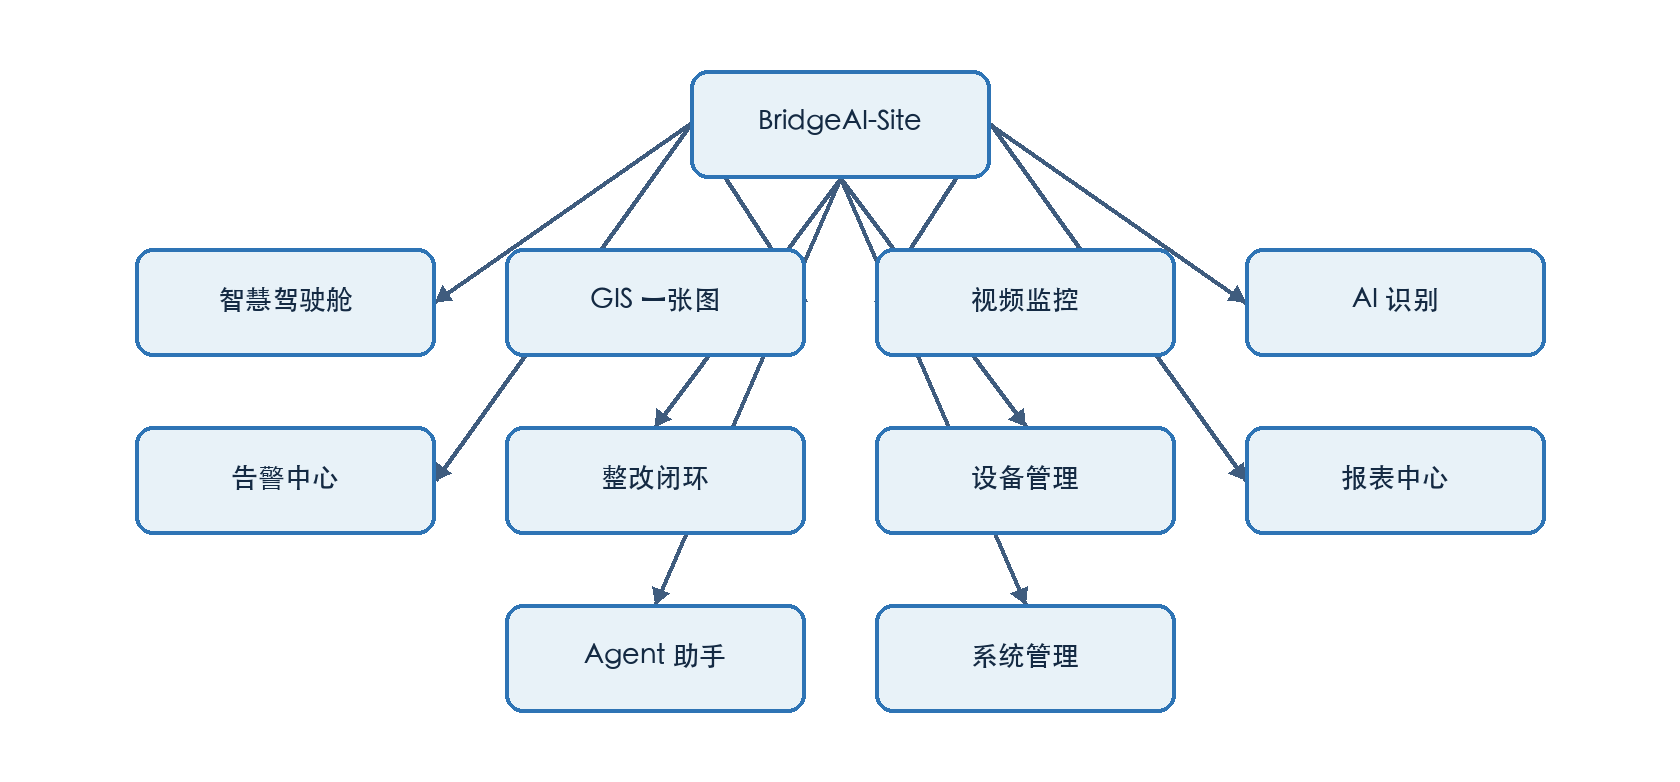 BridgeAI-Site
智慧驾驶舱
GIS 一张图
视频监控
AI 识别
告警中心
整改闭环
设备管理
报表中心
Agent 助手
系统管理